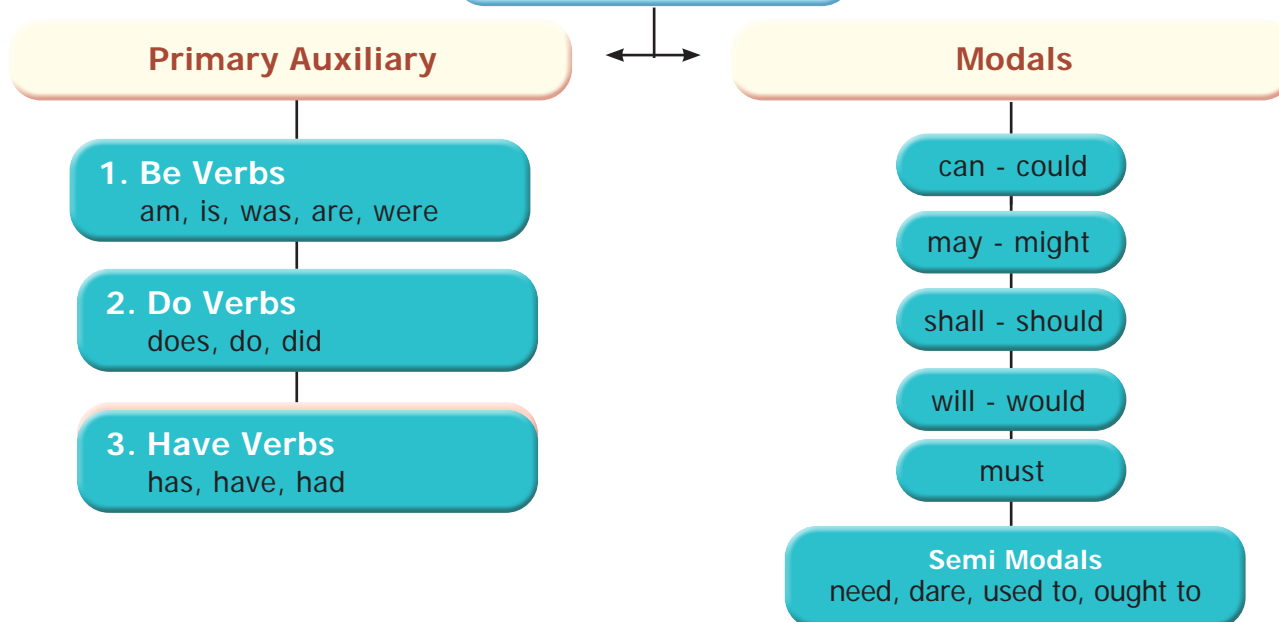 Primary Auxiliary
1. Be Verbs
am, is, was, are, were
2. Do Verbs
does, do, did
3. Have Verbs
has, have, had
Modals
can - could
may - might
shall - should
will - would
must
Semi Modals
need, dare, used to, ought to